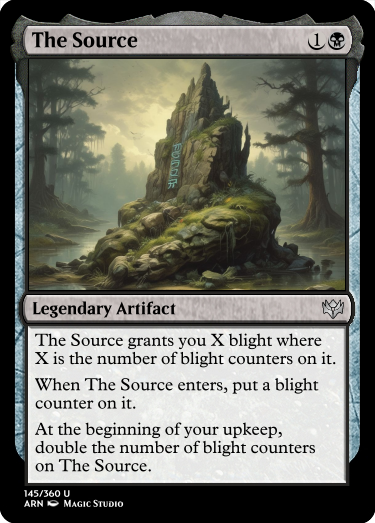 The Source 1
The Source grants you X blight where
X is the number of blight counters on it.
When The Source enters, put a blight
counter on it.
At the beginning of your upkeep,
double the number of blight counters
on The Source.
Legendary Artifact
145/360 U
ARN Magic Studio